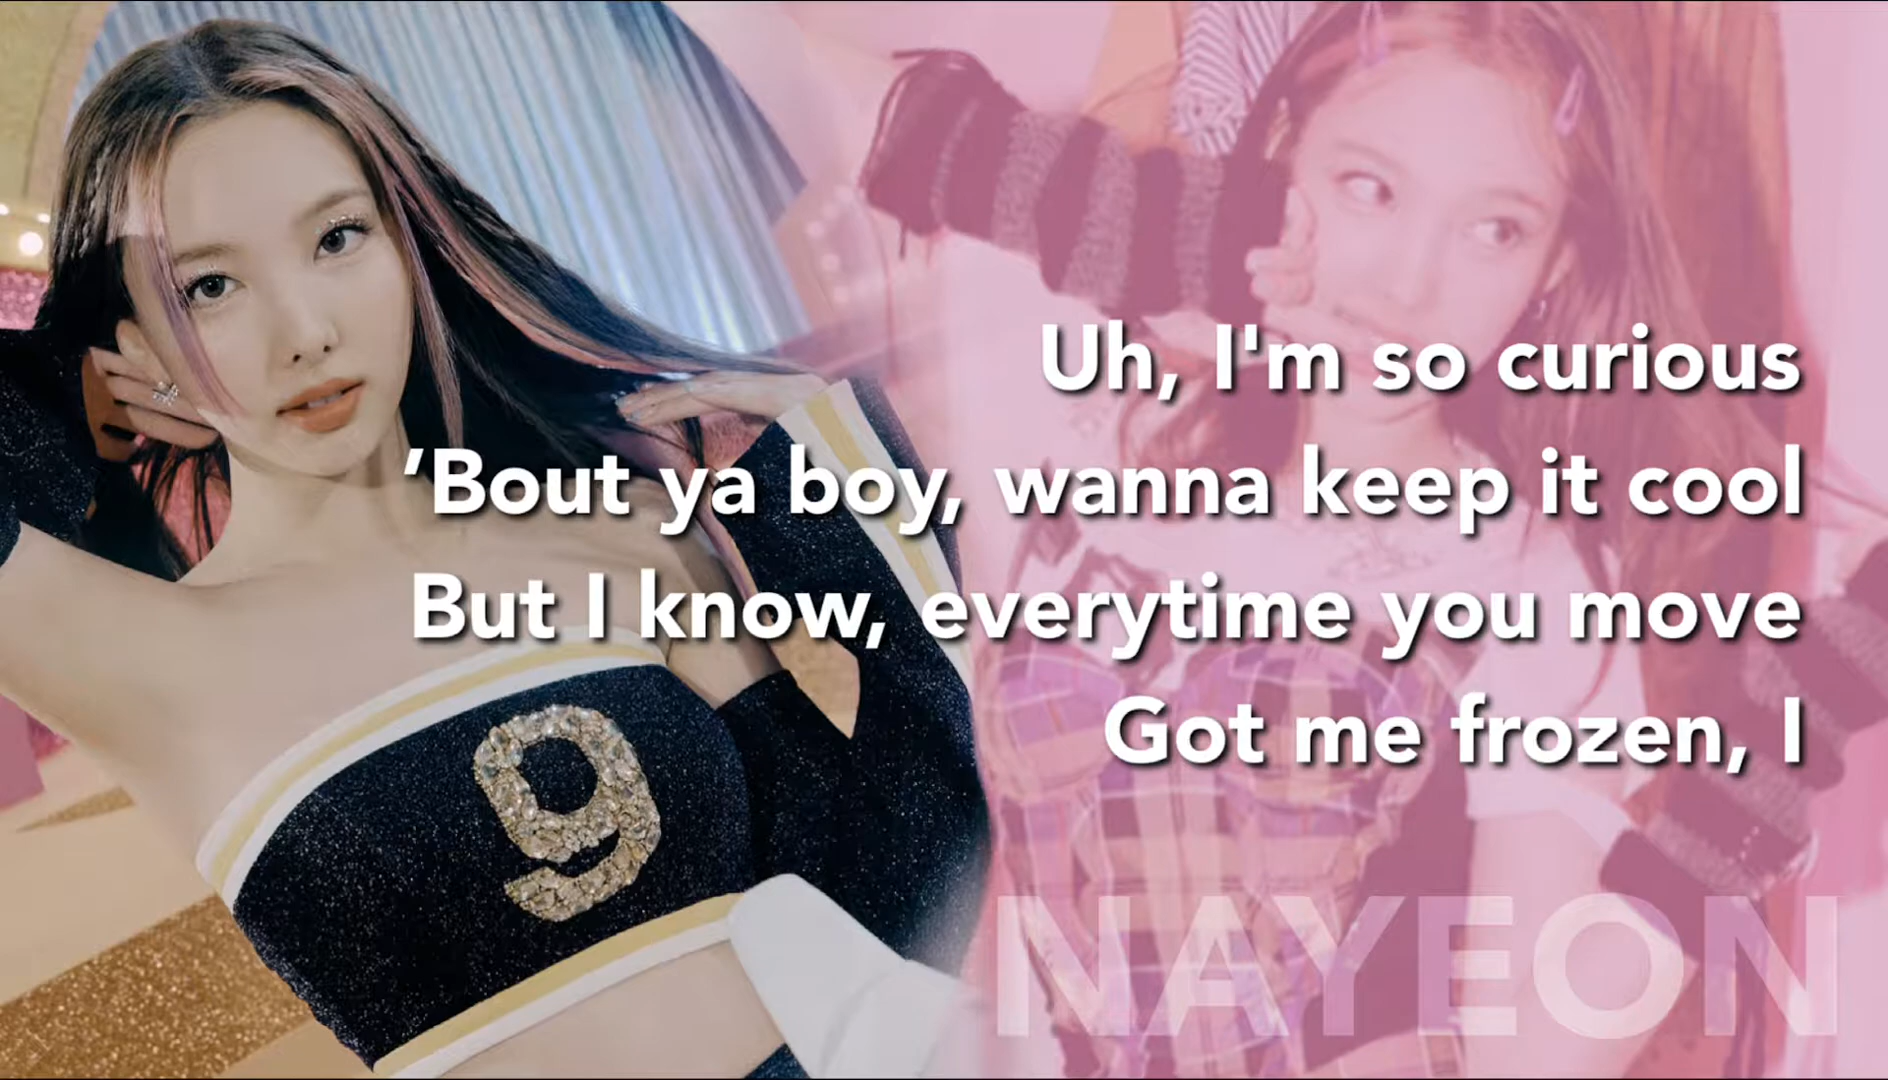 Uh, I'm so curious
’Bout ya boy, wanna keep it cool
But I know, everytime you move
Got me frozen, I
9
NAYEON